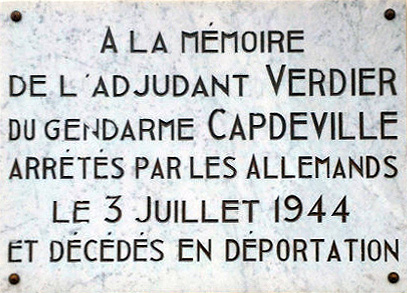 À LA MÉMOIRE
DE L'ADJUDANT VERDIER
DU GENDARME CAPDEVILLE
ARRÉTÉS PAR LES ALLEMANDS
LE 3 JUILLET 1944
ET DÉCÉDÉS EN DÉPORTATION